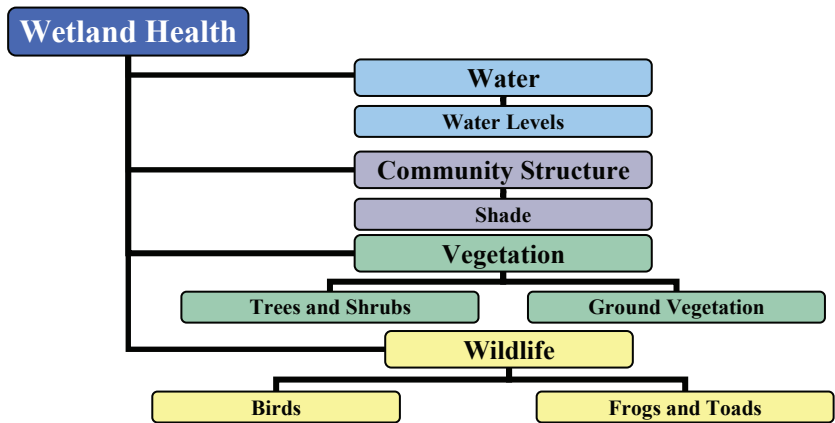 Wetland Health
Water
Water Levels
Community Structure
Shade
Vegetation
Trees and Shrubs
Ground Vegetation
Wildlife
Birds
Frogs and Toads